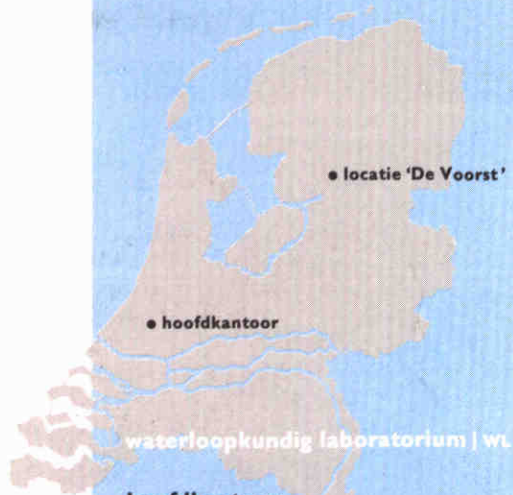 • locatie 'De Voorst'
• hoofdkantoor
waterloopkundig laboratorium | WL